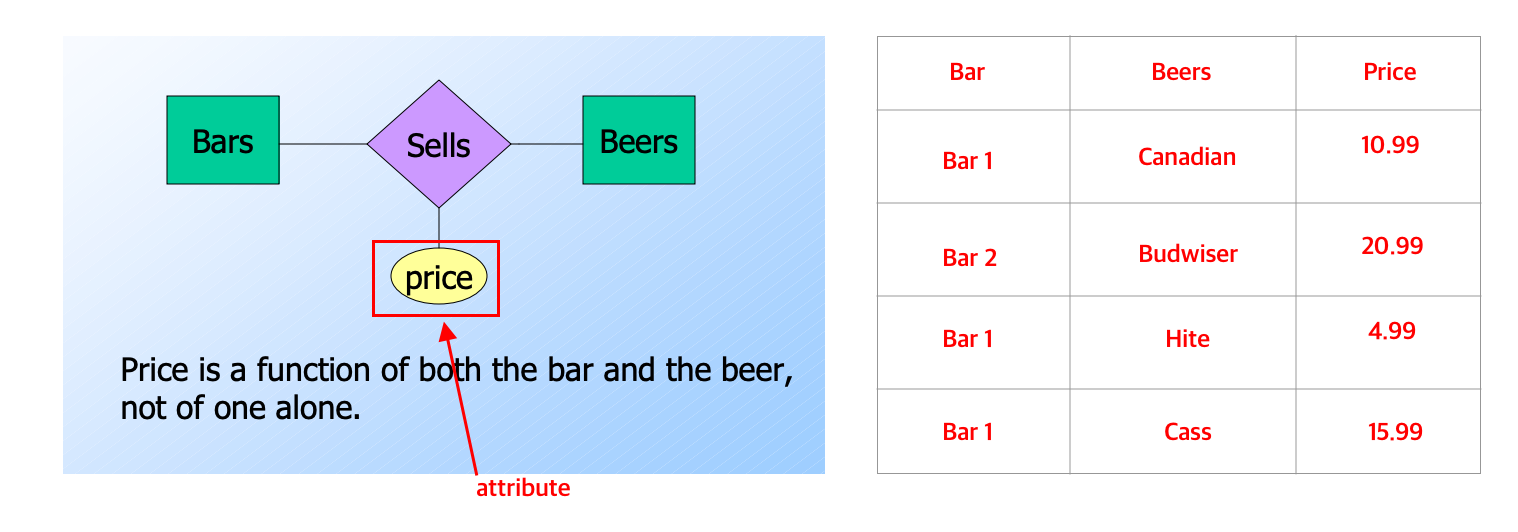 Bars
Sells
Beers
price
Price is a function of both the bar and the beer,
not of one alone.
attribute
Bar Beers Price
Bar 1 Canadian 10.99
Bar 2 Budwiser 20.99
Bar 1 Hite 4.99
Bar 1 Cass 15.99